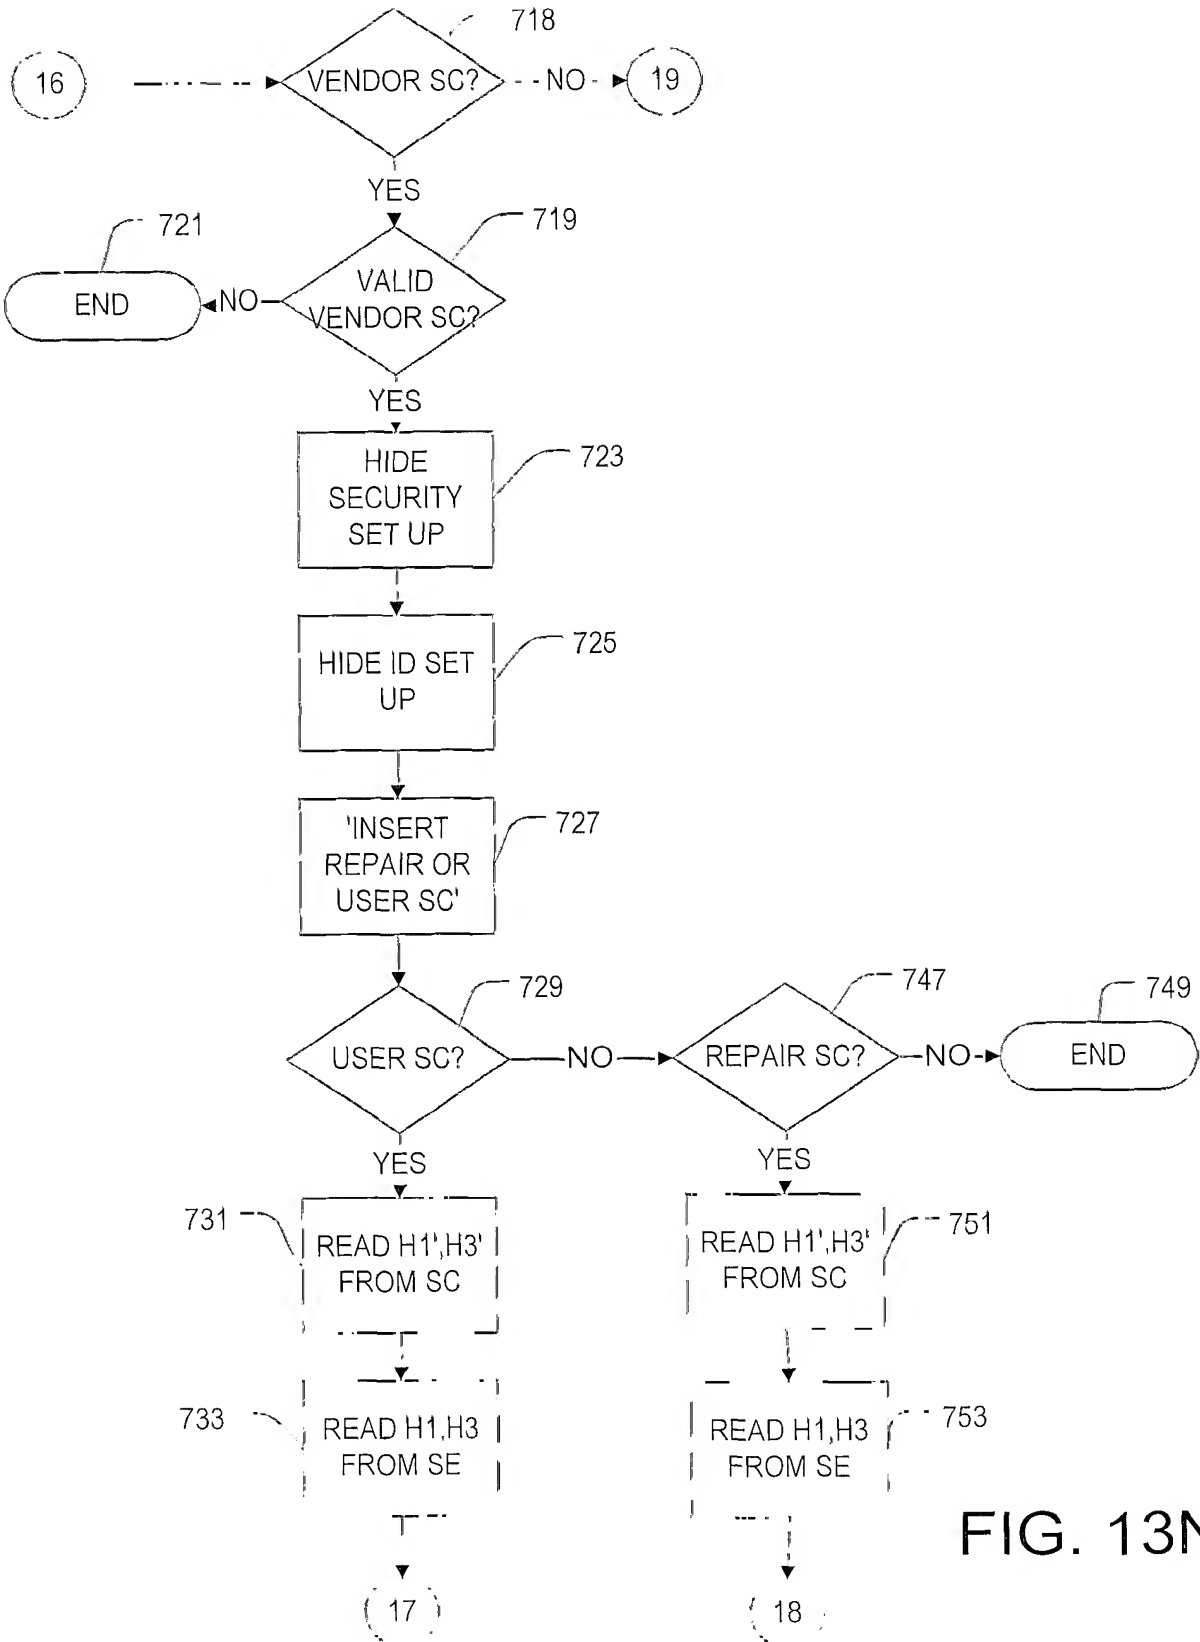 718
16
VENDOR SC?
NO
19
YES
721
719
END
NO
VALID
VENDOR SC?
YES
723
HIDE
SECURITY
SET UP
725
HIDE ID SET
UP
727
'INSERT
REPAIR OR
USER SC'
729
747
749
USER SC?
NO
REPAIR SC?
NO
END
YES
YES
731
READ H1',H3'
FROM SC
751
READ H1',H3'
FROM SC
733
READ H1,H3
FROM SE
753
READ H1,H3
FROM SE
FIG. 13N
17
18